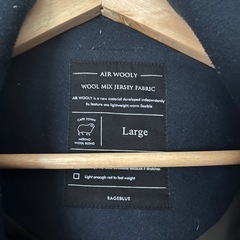 AIR WOOLY
WOOL MIX JERSEY FABRIC
AIR WOOLY is a new material developed independently
Its feature are lightweight warm flexible
CAPE TOWN
MERINO
WOOL BLEND
Large
Light enough not to feel weight
RAGEBLUE